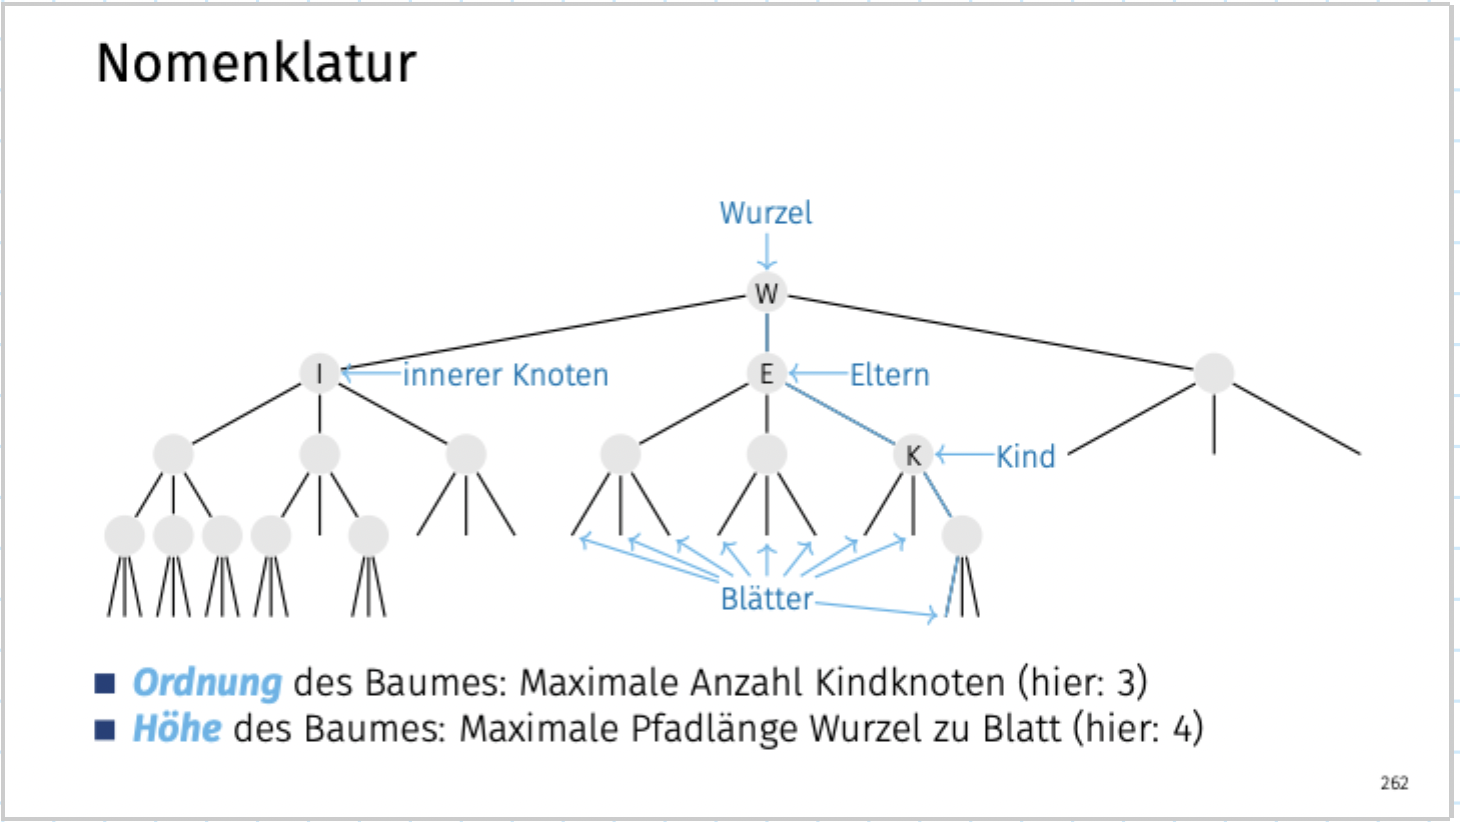 Nomenklatur
Wurzel
W
I
innerer Knoten
E
Eltern
K
Kind
Blätter
Ordnung des Baumes: Maximale Anzahl Kindknoten (hier: 3)
Höhe des Baumes: Maximale Pfadlänge Wurzel zu Blatt (hier: 4)
262